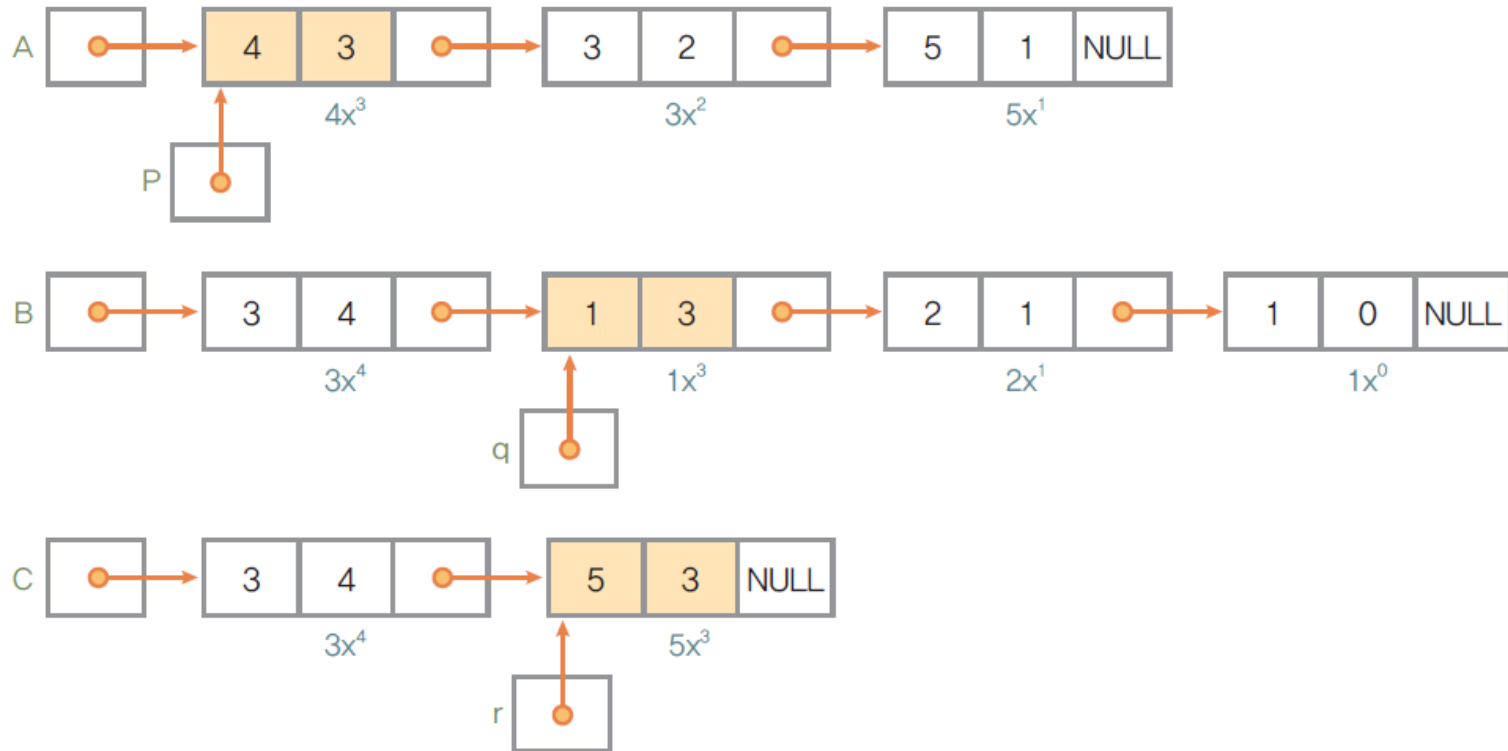 A 4 3 3 2 5 1 NULL
4x³ 3x² 5x¹
P
B 3 4 1 3 2 1 1 0 NULL
3x⁴ 1x³ 2x¹ 1x⁰
q
C 3 4 5 3 NULL
3x⁴ 5x³
r